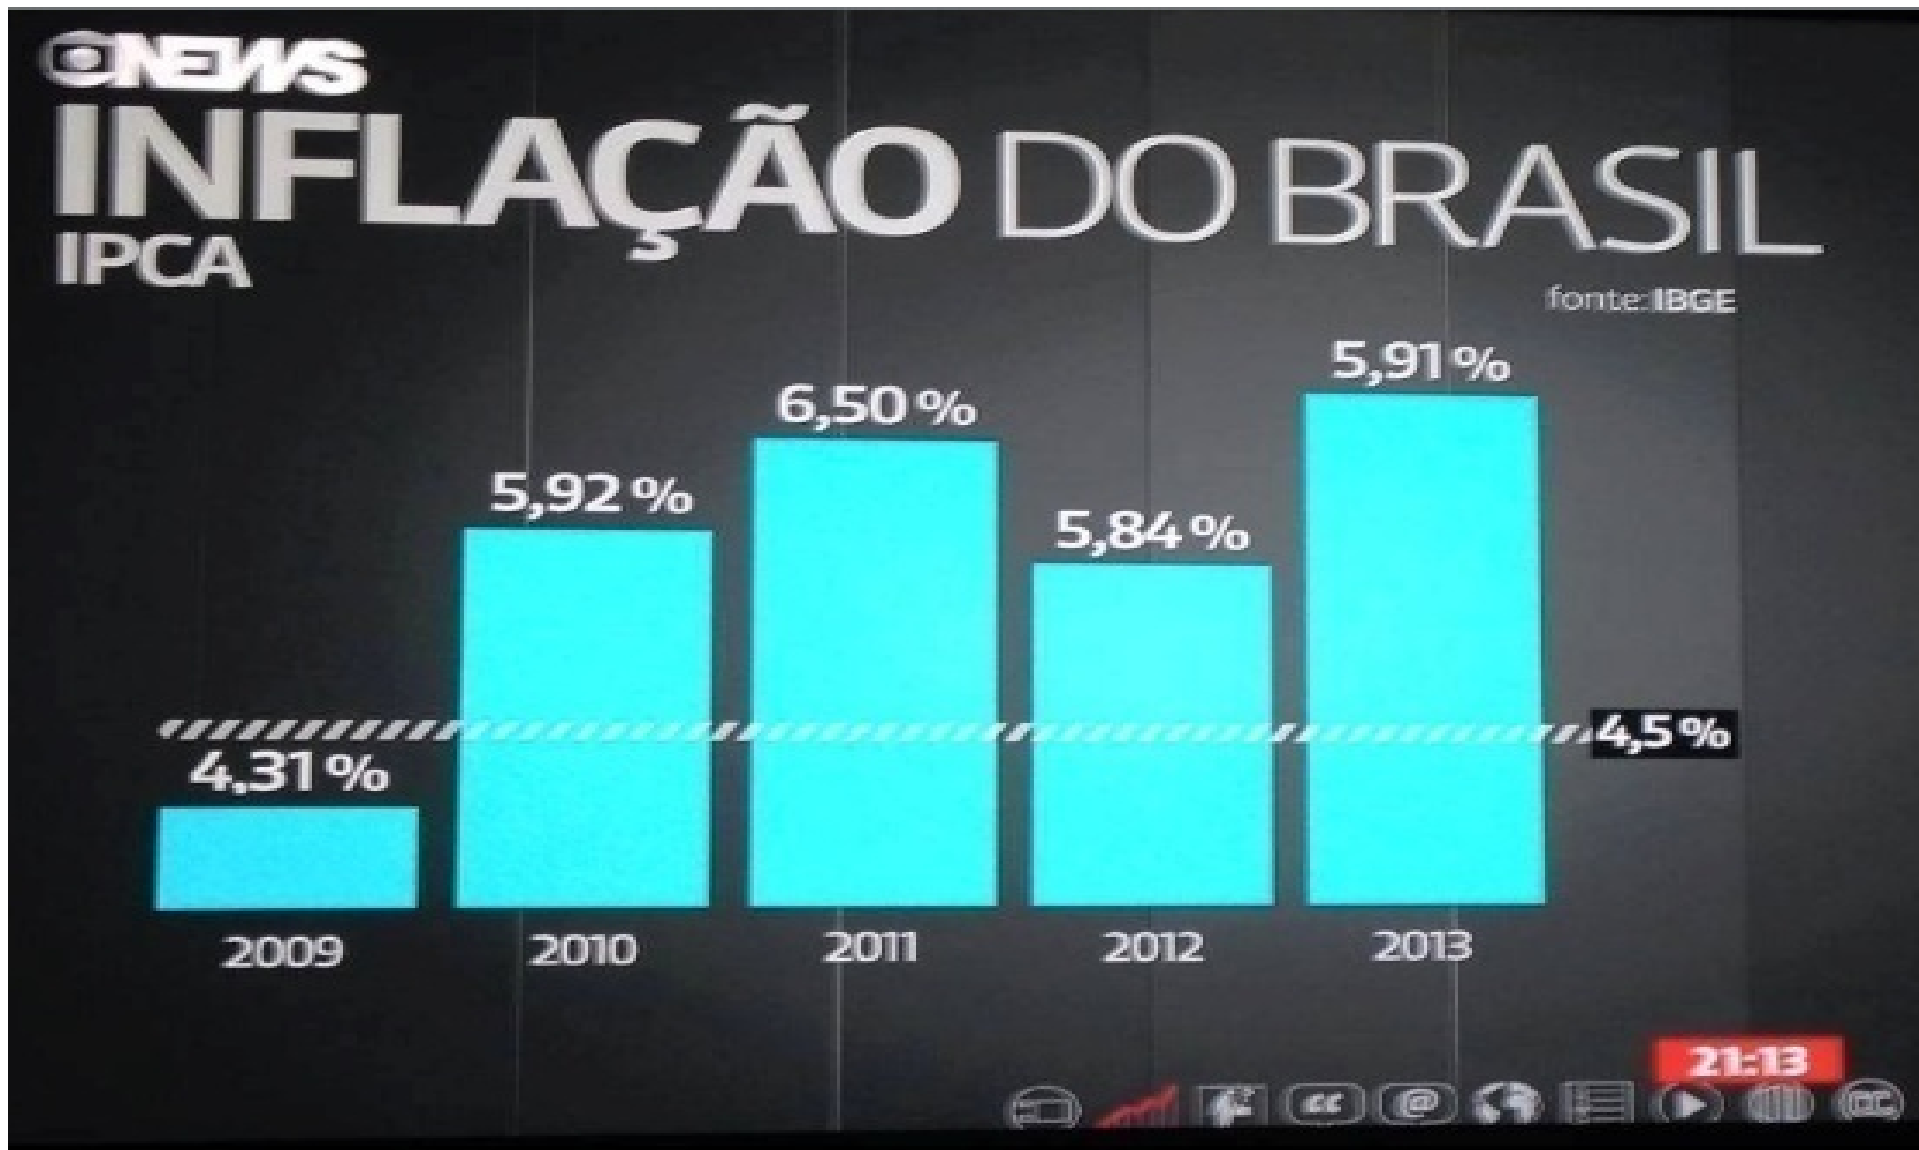 NEWS
INFLAÇÃO DO BRASIL
IPCA
fonte:IBGE
5,91%
6,50%
5,92%
5,84%
4,5%
4,31%
2009 2010 2011 2012 2013
21:13